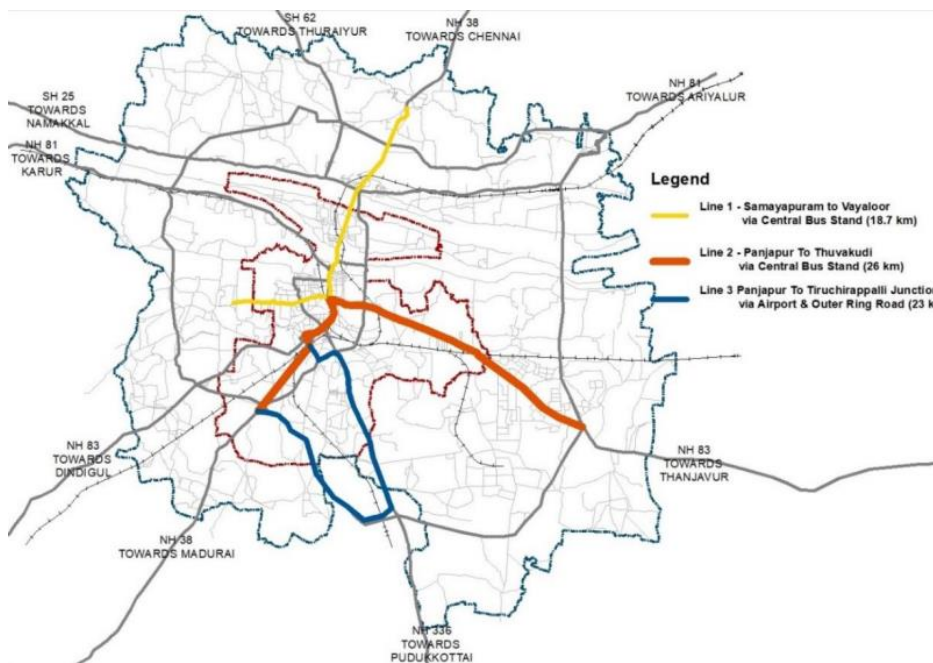 SH 62
TOWARDS THURAIYUR
NH 38
TOWARDS CHENNAI
NH 81
TOWARDS ARIYALUR
SH 25
TOWARDS
NAMAKKAL
NH 81
TOWARDS
KARUR
Legend
Line 1 - Samayapuram to Vayaloor
via Central Bus Stand (18.7 km)
Line 2 - Panjapur To Thuvakudi
via Central Bus Stand (26 km)
Line 3 Panjapur To Tiruchirappalli Junction
via Airport & Outer Ring Road (23 k
NH 83
TOWARDS
DINDIGUL
NH 83
TOWARDS
THANJAVUR
NH 38
TOWARDS MADURAI
NH 336
TOWARDS
PUDUKKOTTAI